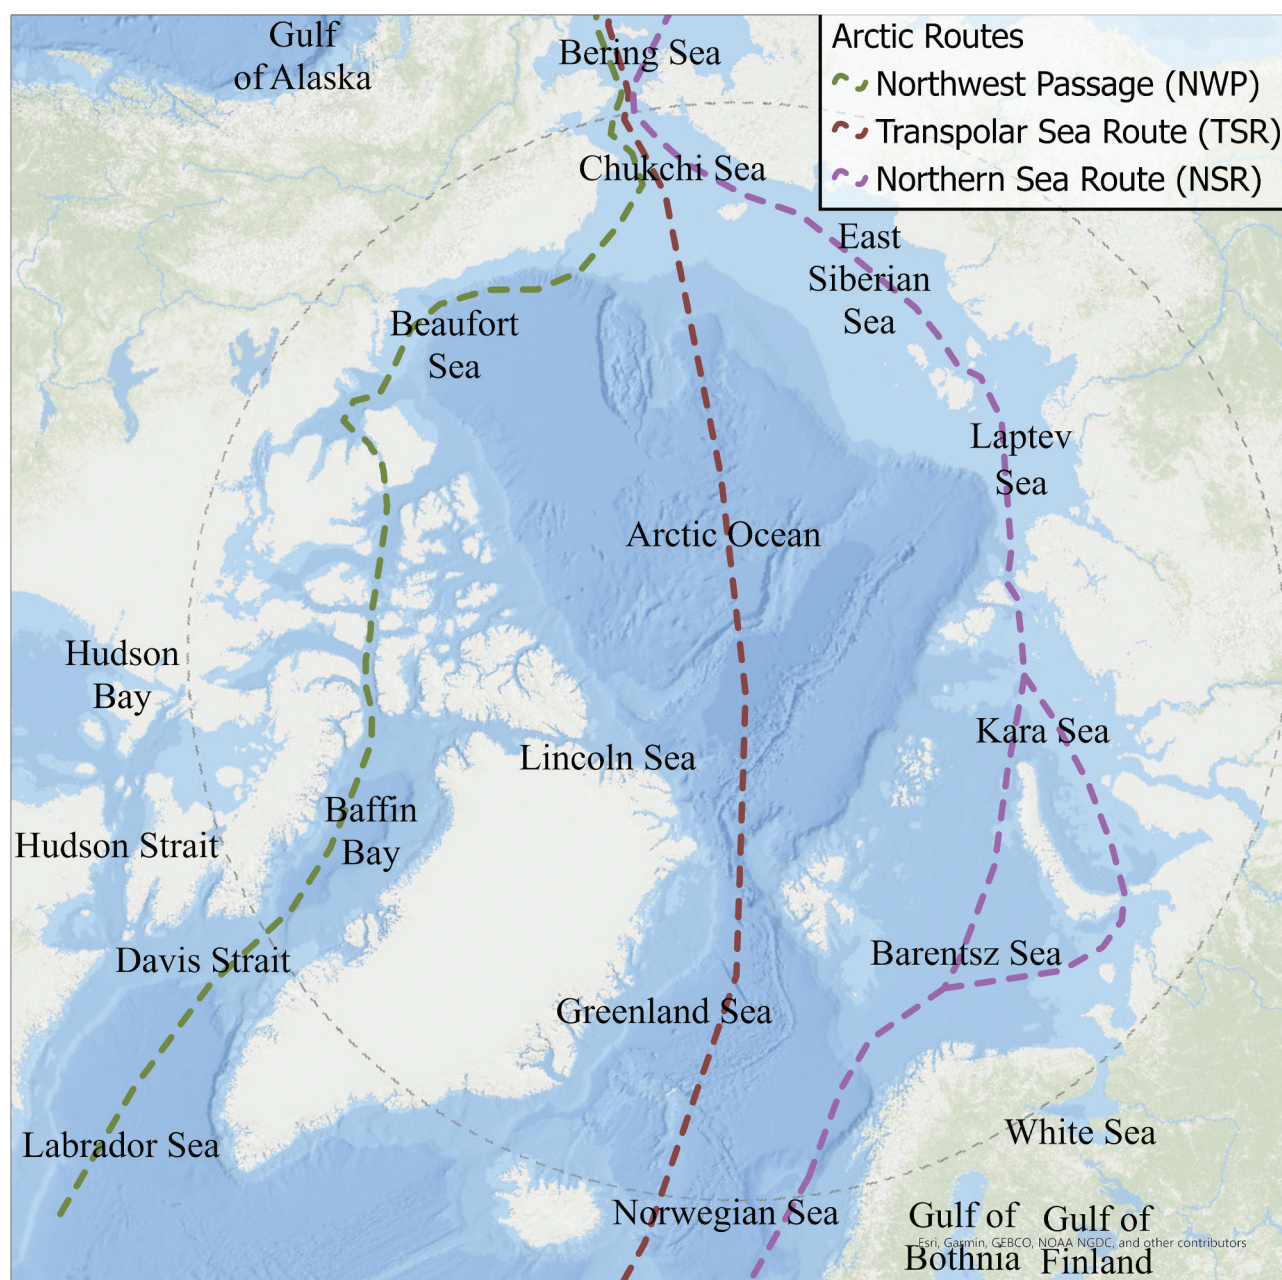 Gulf
of Alaska
Bering Sea
Arctic Routes
Northwest Passage (NWP)
Transpolar Sea Route (TSR)
Northern Sea Route (NSR)
Chukchi Sea
East
Siberian
Sea
Beaufort
Sea
Laptev
Sea
Arctic Ocean
Hudson
Bay
Kara Sea
Lincoln Sea
Baffin
Bay
Hudson Strait
Davis Strait
Barentsz Sea
Greenland Sea
White Sea
Labrador Sea
Norwegian Sea
Gulf of
Bothnia
Gulf of
Finland
Esri, Garmin, GEBCO, NOAA NGDC, and other contributors